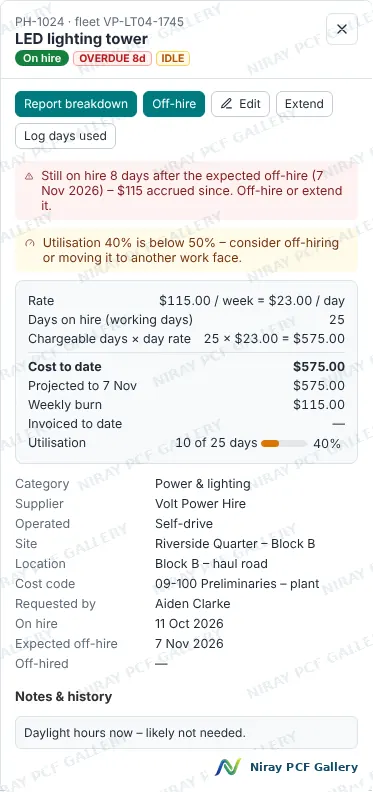 PH-1024 · fleet VP-LT04-1745
LED lighting tower
On hire OVERDUE 8d IDLE
Report breakdown Off-hire Edit Extend
Log days used
Still on hire 8 days after the expected off-hire (7
Nov 2026) – $115 accrued since. Off-hire or extend
it.
Utilisation 40% is below 50% – consider off-hiring
or moving it to another work face.
Rate $115.00 / week = $23.00 / day
Days on hire (working days) 25
Chargeable days × day rate 25 × $23.00 = $575.00
Cost to date $575.00
Projected to 7 Nov $575.00
Weekly burn $115.00
Invoiced to date —
Utilisation 10 of 25 days 40%
Category Power & lighting
Supplier Volt Power Hire
Operated Self-drive
Site Riverside Quarter – Block B
Location Block B – haul road
Cost code 09-100 Preliminaries – plant
Requested by Aiden Clarke
On hire 11 Oct 2026
Expected off-hire 7 Nov 2026
Off-hired —
Notes & history
Daylight hours now – likely not needed.
Niray PCF Gallery
NIRAY PCF GALLERY